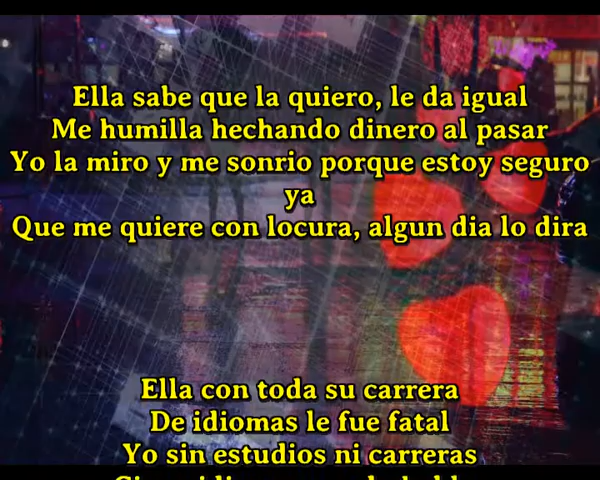 Ella sabe que la quiero, le da igual
Me humilla hechando dinero al pasar
Yo la miro y me sonrio porque estoy seguro
ya
Que me quiere con locura, algun dia lo dira
Ella con toda su carrera
De idiomas le fue fatal
Yo sin estudios ni carreras